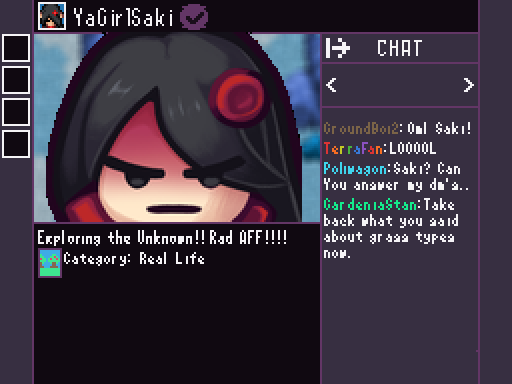 YaGirlSaki
CHAT
GroundBoi2: Oml Saki!
TerraFan: LOOOOL
Poliwagon: Saki? Can
You answer my dm's..
GardeniaStan: Take
back what you said
about grass types
now.
Exploring the Unknown!! Rad AFF!!!!
Category: Real Life